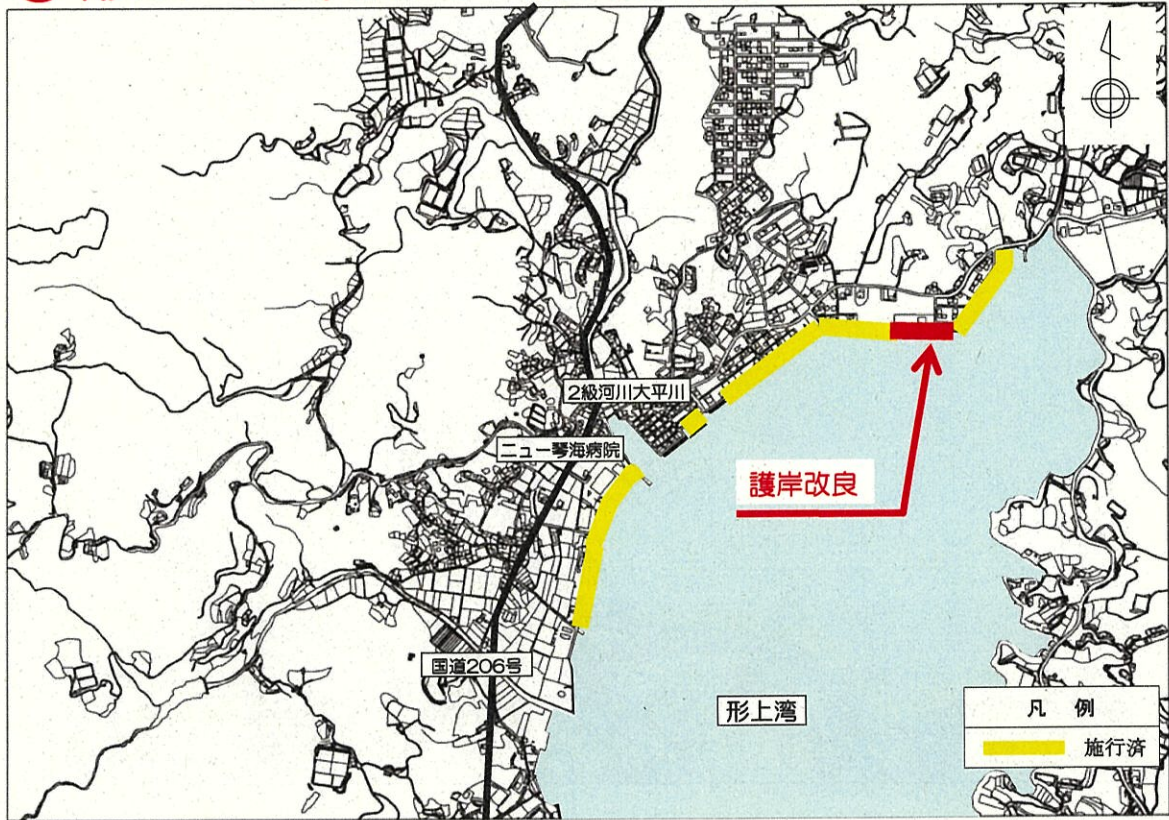 2級河川大平川
ニュー琴海病院
護岸改良
国道206号
形上湾
凡例
施行済